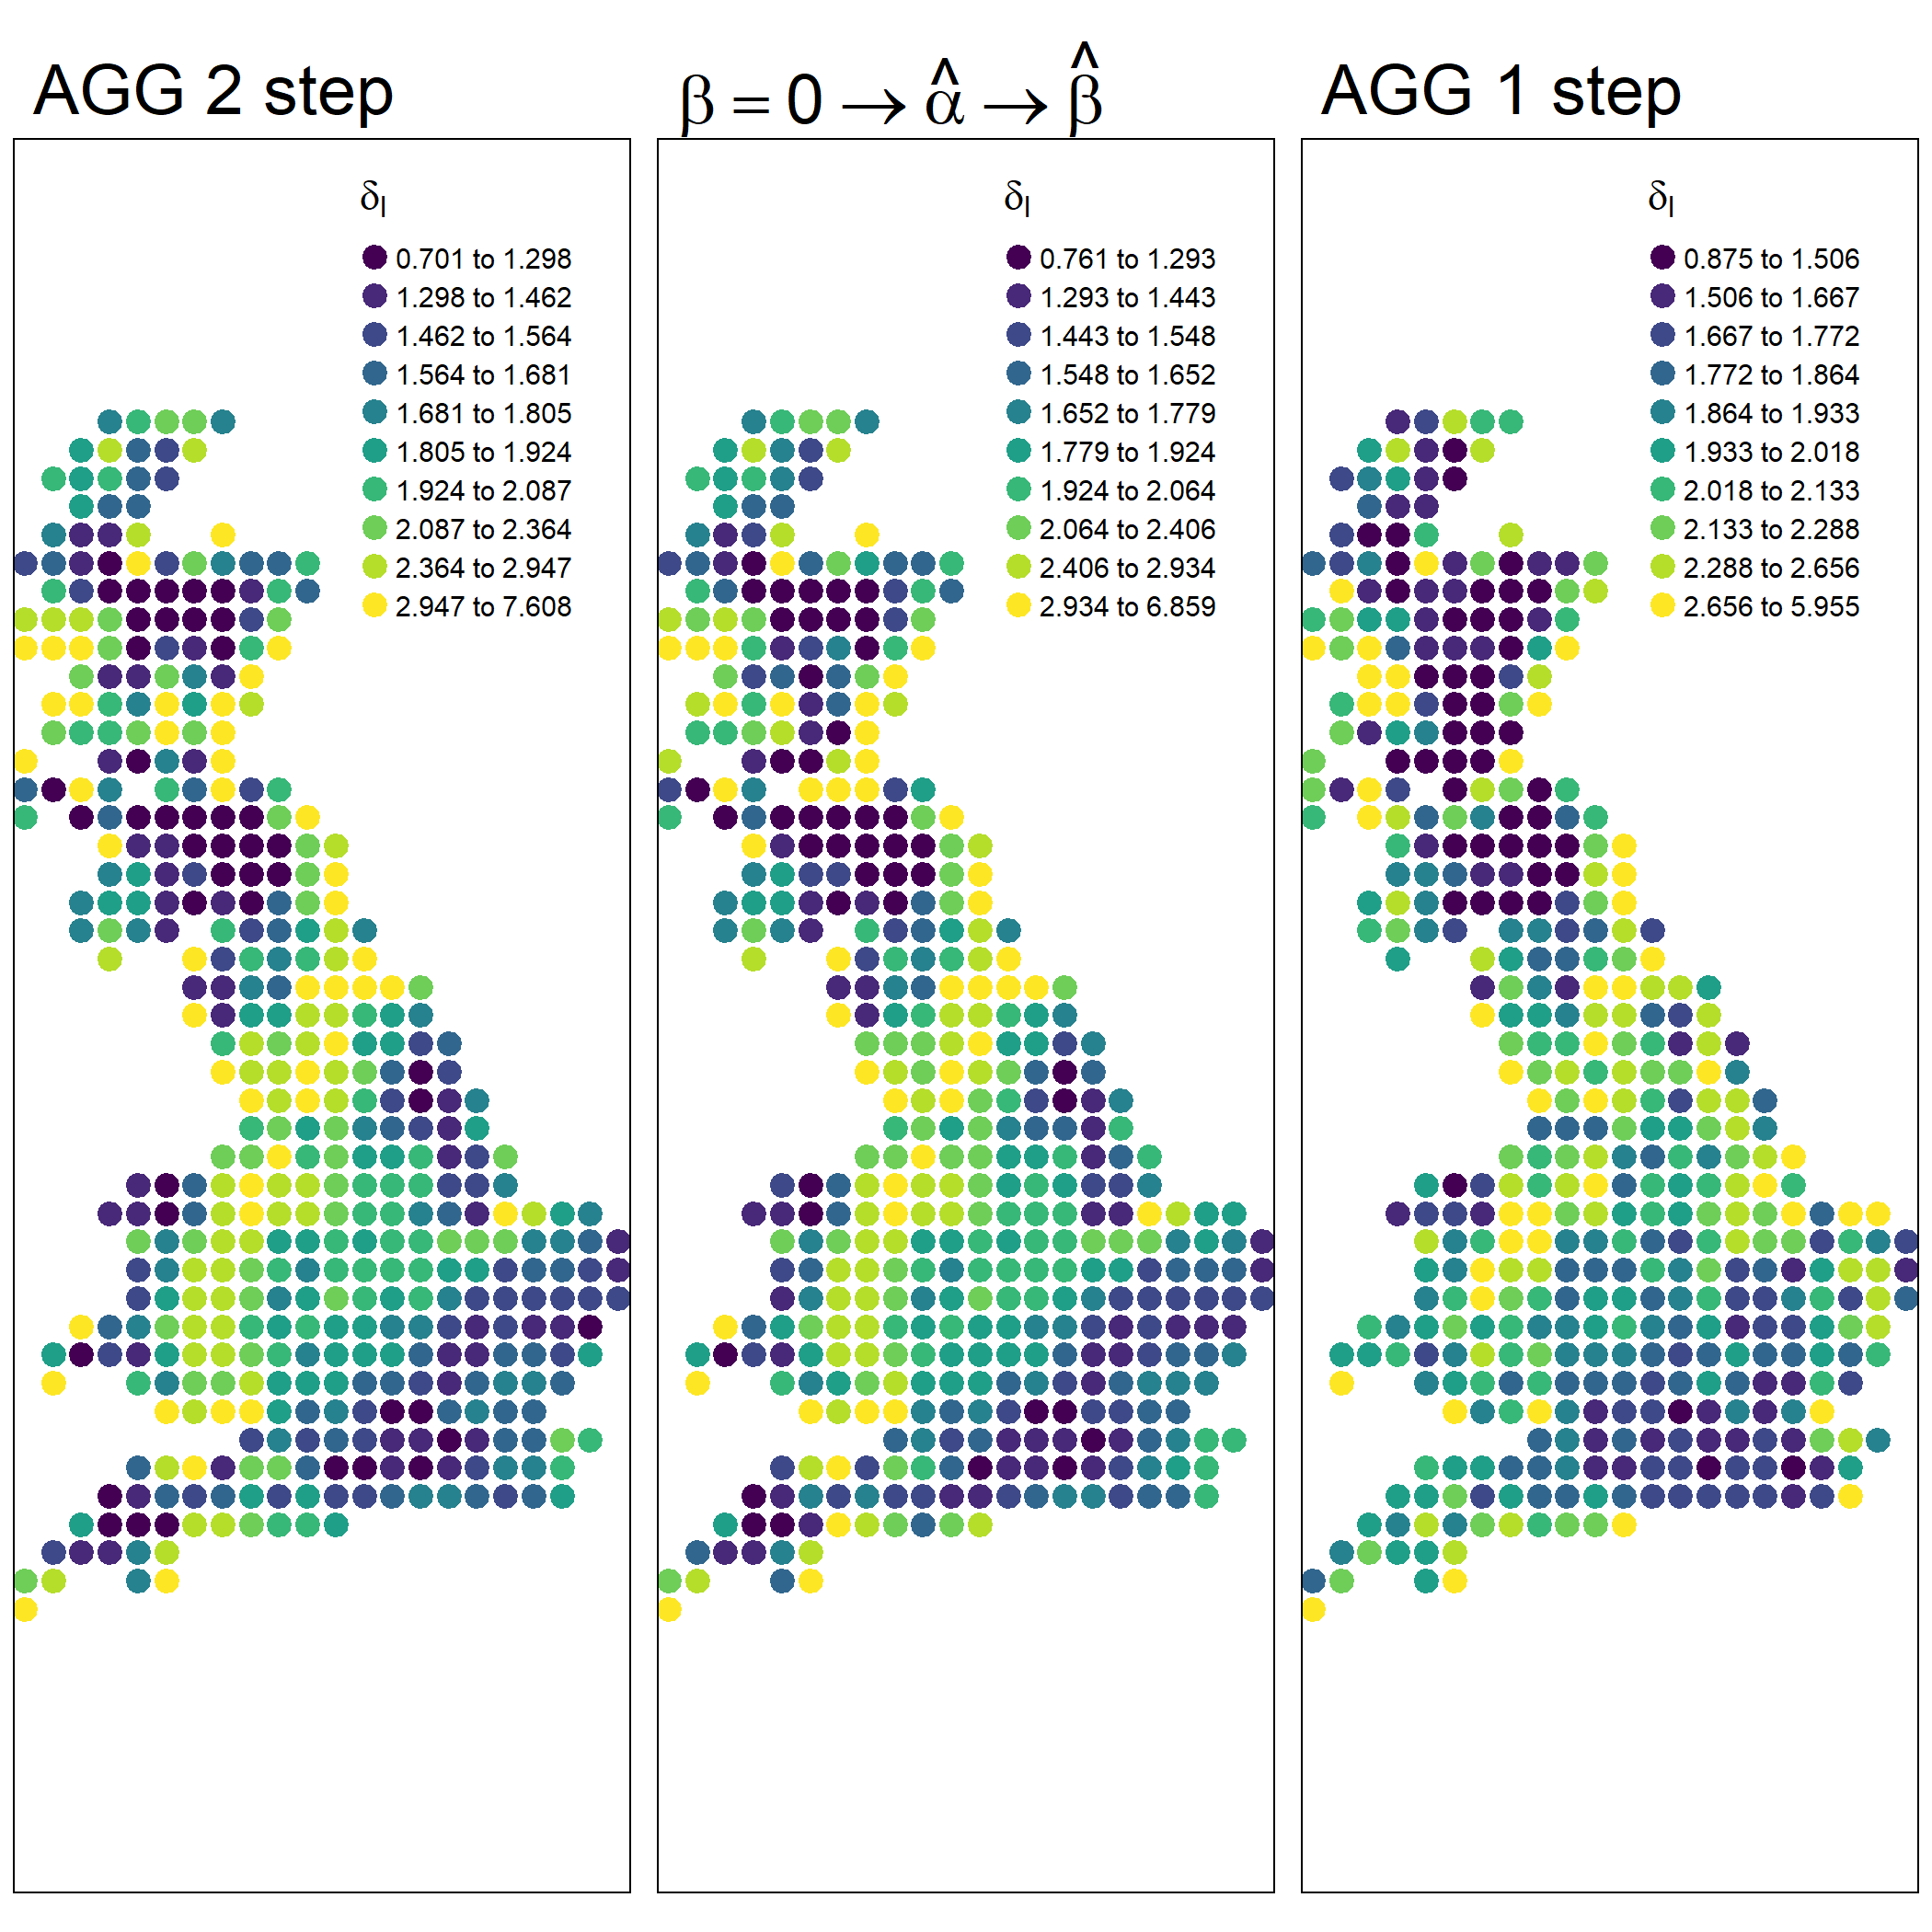 AGG 2 step
β = 0 → α̂ → β̂
AGG 1 step
δl
0.701 to 1.298
1.298 to 1.462
1.462 to 1.564
1.564 to 1.681
1.681 to 1.805
1.805 to 1.924
1.924 to 2.087
2.087 to 2.364
2.364 to 2.947
2.947 to 7.608
δl
0.761 to 1.293
1.293 to 1.443
1.443 to 1.548
1.548 to 1.652
1.652 to 1.779
1.779 to 1.924
1.924 to 2.064
2.064 to 2.406
2.406 to 2.934
2.934 to 6.859
δl
0.875 to 1.506
1.506 to 1.667
1.667 to 1.772
1.772 to 1.864
1.864 to 1.933
1.933 to 2.018
2.018 to 2.133
2.133 to 2.288
2.288 to 2.656
2.656 to 5.955